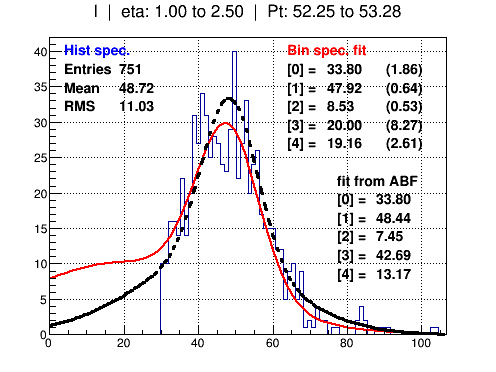 I | eta: 1.00 to 2.50 | Pt: 52.25 to 53.28
Hist spec.
Entries 751
Mean 48.72
RMS 11.03
Bin spec. fit
[0] = 33.80 (1.86)
[1] = 47.92 (0.64)
[2] = 8.53 (0.53)
[3] = 20.00 (8.27)
[4] = 19.16 (2.61)
fit from ABF
[0] = 33.80
[1] = 48.44
[2] = 7.45
[3] = 42.69
[4] = 13.17
40
35
30
25
20
15
10
5
0
0 20 40 60 80 100